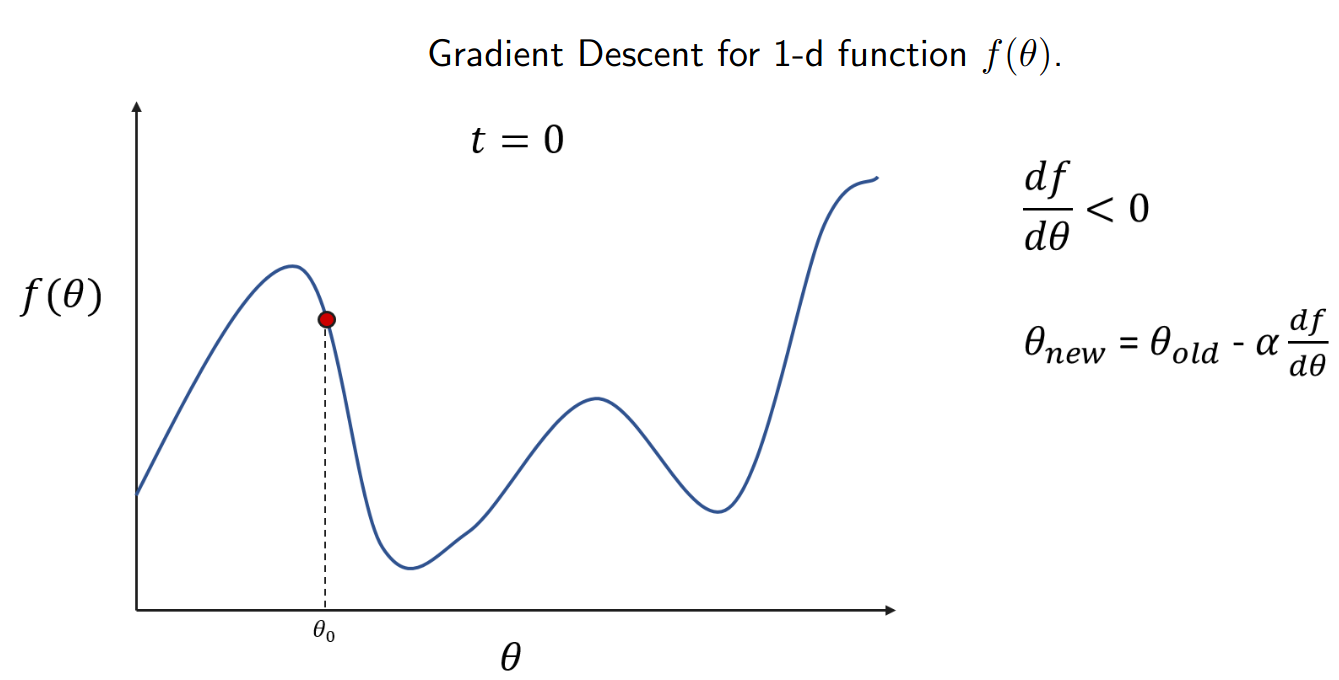 Gradient Descent for 1-d function f(θ).
t = 0
df/dθ < 0
f(θ)
θnew = θold - α df/dθ
θ0
θ